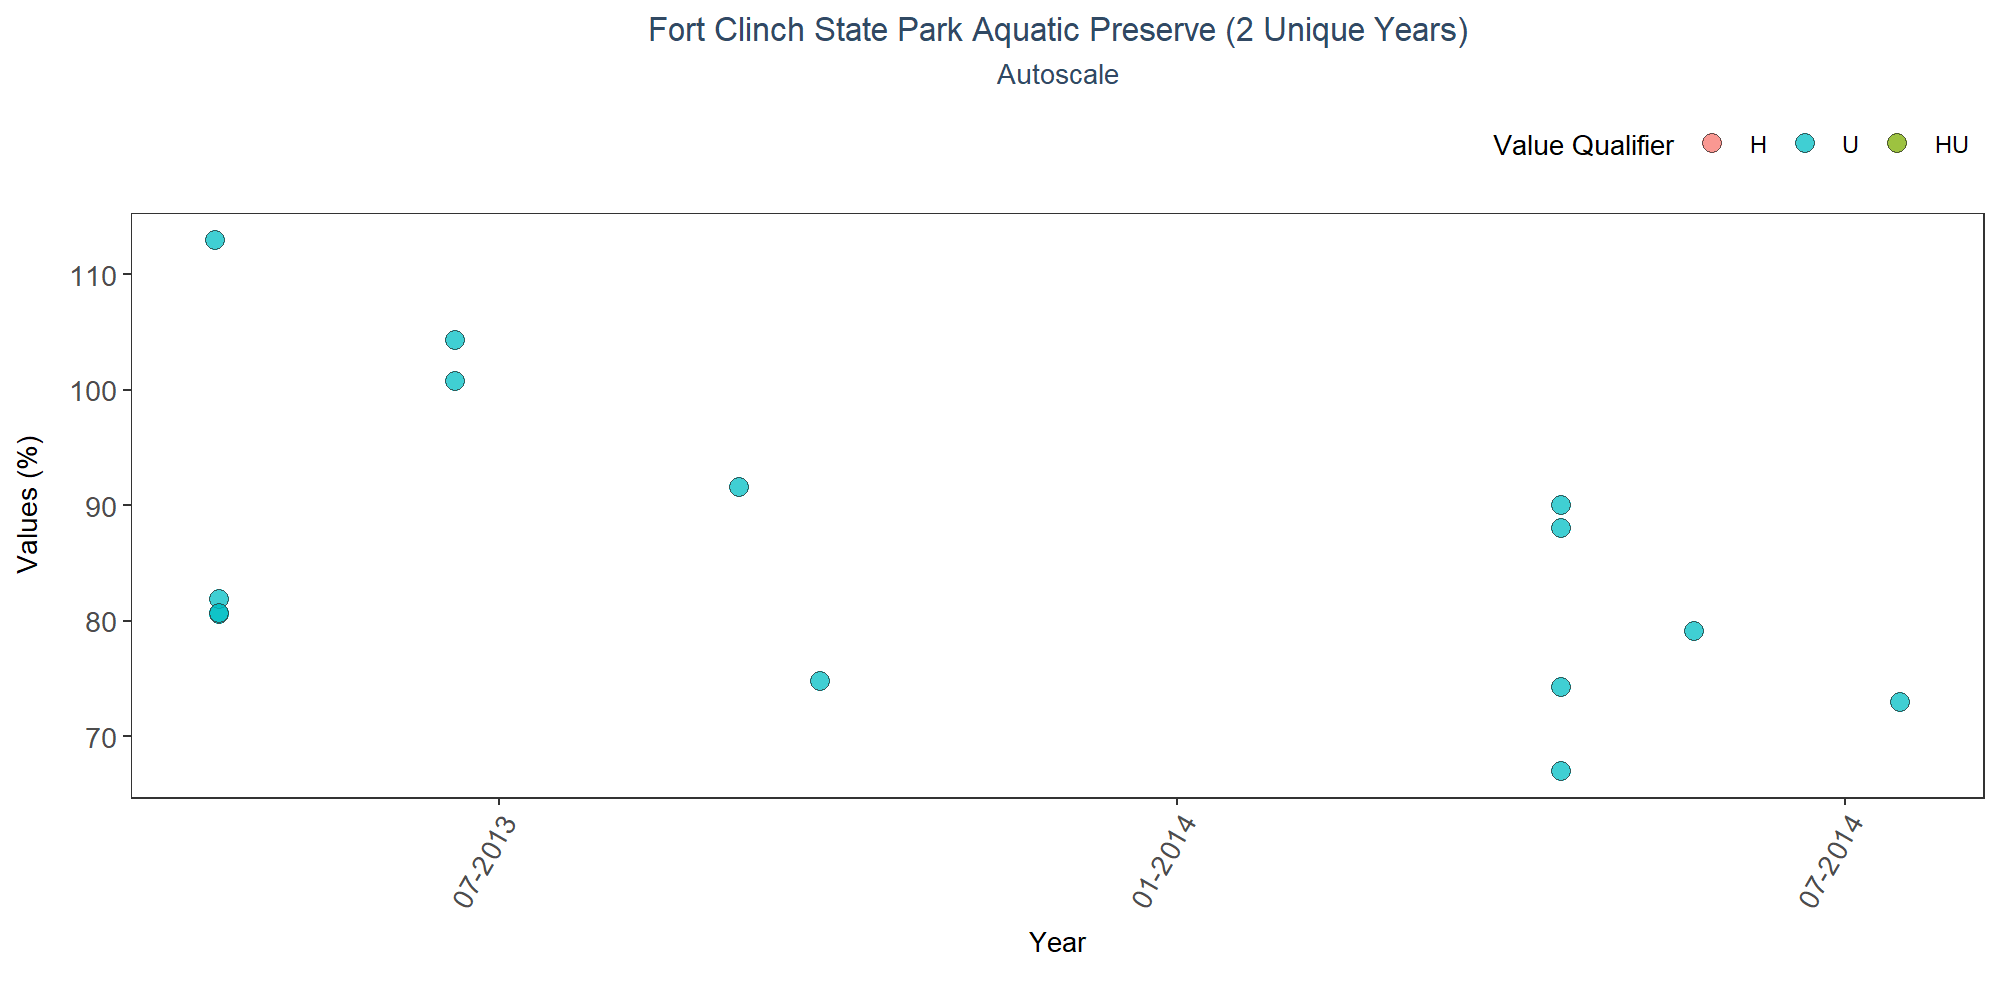 Fort Clinch State Park Aquatic Preserve (2 Unique Years)
Autoscale
Value Qualifier H U HU
110
100
90
80
70
Values (%)
07-2013 01-2014 07-2014
Year